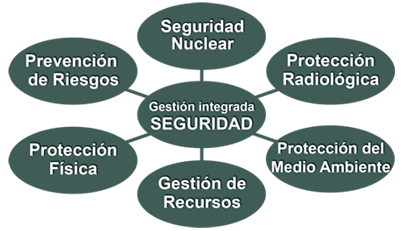 Seguridad
Nuclear
Prevención
de Riesgos
Protección
Radiológica
Gestión integrada
SEGURIDAD
Protección
Física
Protección del
Medio Ambiente
Gestión de
Recursos